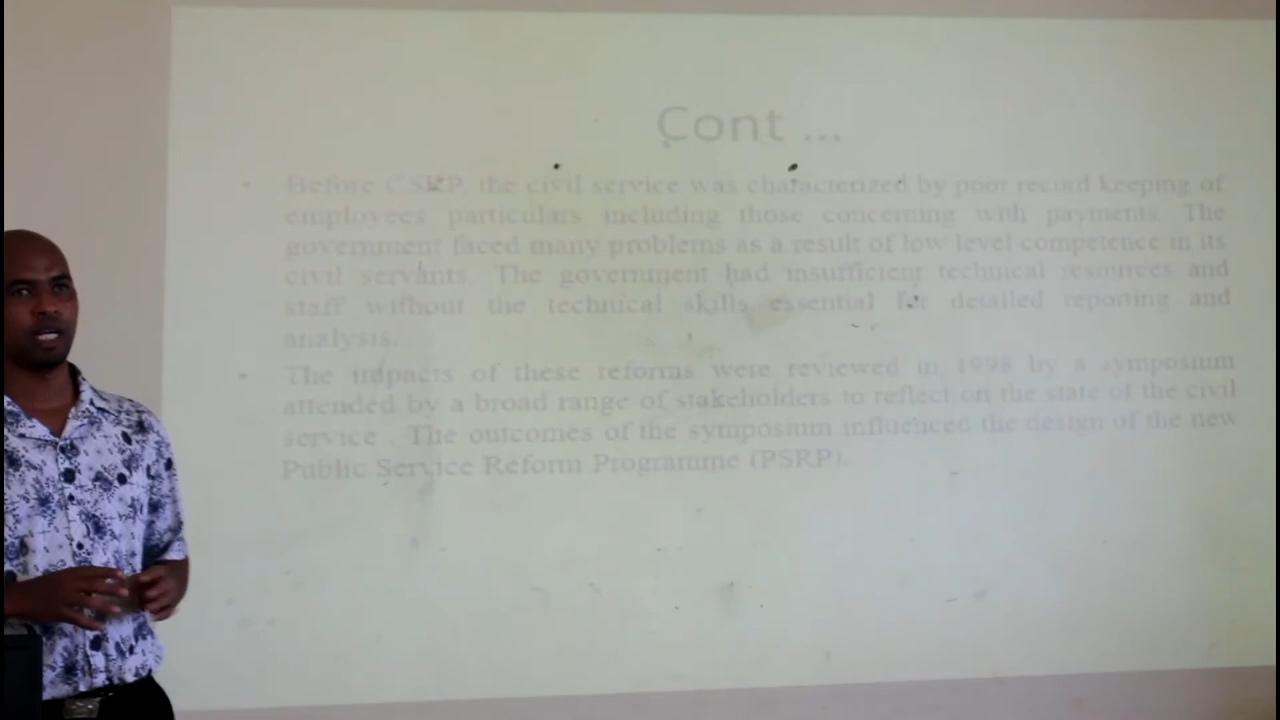 Cont ...
• Before CSRP, the civil service was characterized by poor record keeping of
employees particulars including those concerning with payments. The
government faced many problems as a result of low level competence in its
civil servants. The government had insufficient technical resources and
staff without the technical skills essential for detailed reporting and
analysis.
• The impacts of these reforms were reviewed in 1998 by a symposium
attended by a broad range of stakeholders to reflect on the state of the civil
service . The outcomes of the symposium influenced the design of the new
Public Service Reform Programme (PSRP).